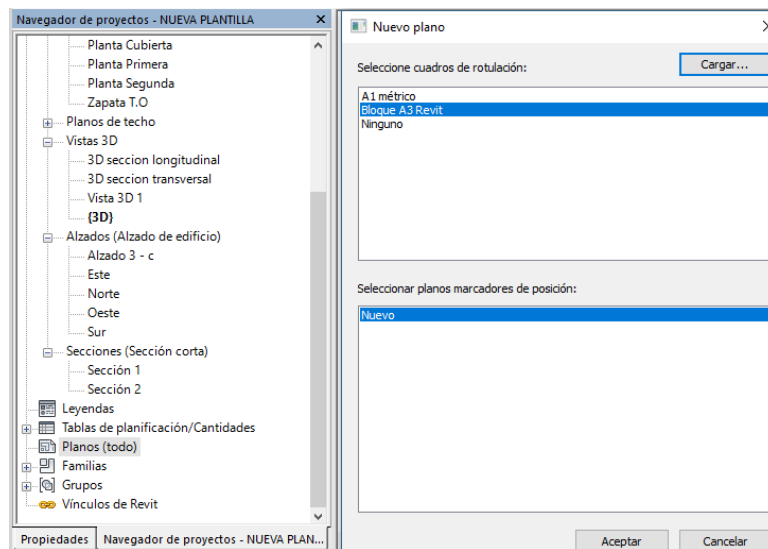 Navegador de proyectos - NUEVA PLANTILLA
Planta Cubierta
Planta Primera
Planta Segunda
Zapata T.O
Planos de techo
Vistas 3D
3D seccion longitudinal
3D seccion transversal
Vista 3D 1
{3D}
Alzados (Alzado de edificio)
Alzado 3 - c
Este
Norte
Oeste
Sur
Secciones (Sección corta)
Sección 1
Sección 2
Leyendas
Tablas de planificación/Cantidades
Planos (todo)
Familias
Grupos
Vínculos de Revit
Propiedades
Navegador de proyectos - NUEVA PLAN...
Nuevo plano
Seleccione cuadros de rotulación:
Cargar...
A1 métrico
Bloque A3 Revit
Ninguno
Seleccionar planos marcadores de posición:
Nuevo
Aceptar
Cancelar